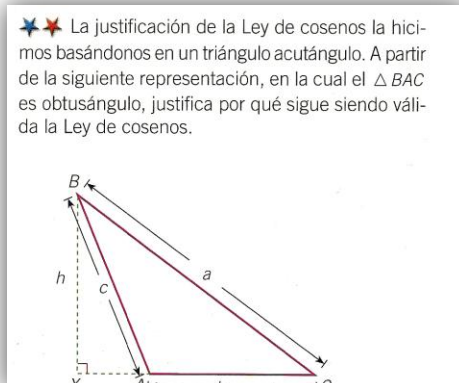 La justificación de la Ley de cosenos la hici-
mos basándonos en un triángulo acutángulo. A partir
de la siguiente representación, en la cual el △ BAC
es obtusángulo, justifica por qué sigue siendo váli-
da la Ley de cosenos.
B
a
h
c